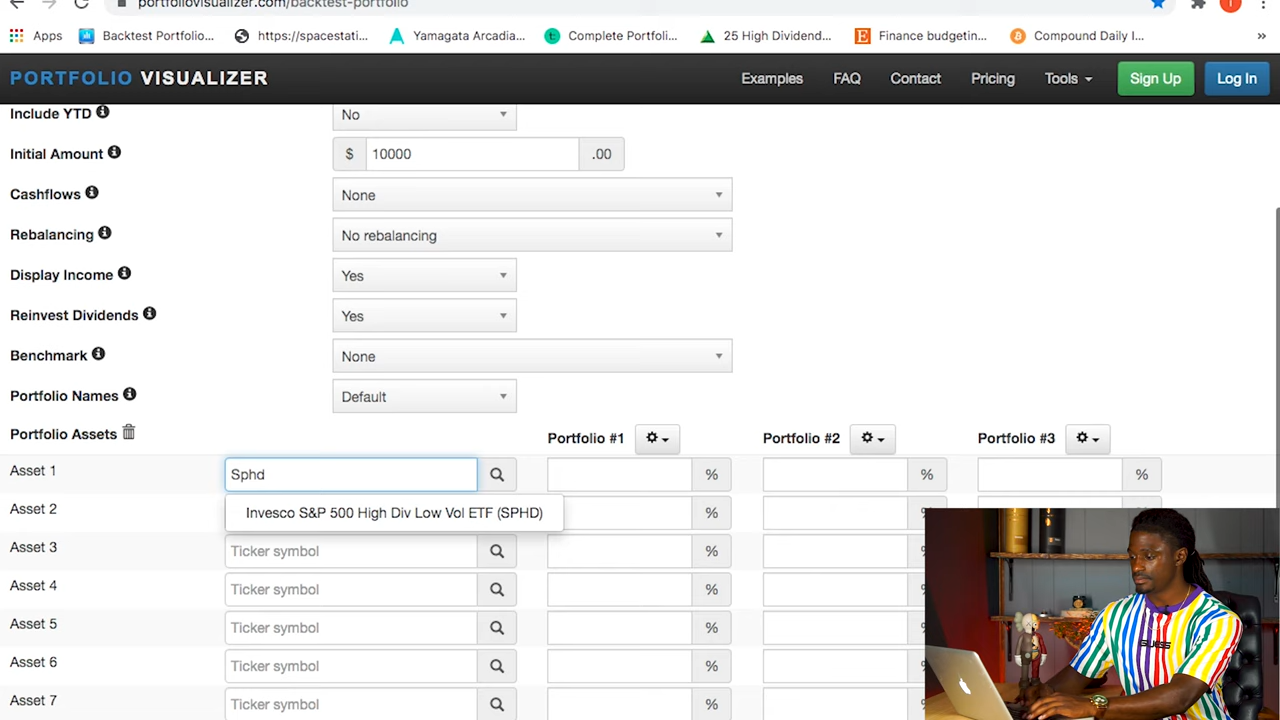 portfoliovisualizer.com/backtest-portfolio
Apps Backtest Portfolio... https://spacestati... Yamagata Arcadia... Complete Portfoli... 25 High Dividend... Finance budgetin... Compound Daily I... »
PORTFOLIO VISUALIZER Examples FAQ Contact Pricing Tools Sign Up Log In
Include YTD No
Initial Amount $ 10000 .00
Cashflows None
Rebalancing No rebalancing
Display Income Yes
Reinvest Dividends Yes
Benchmark None
Portfolio Names Default
Portfolio Assets Portfolio #1 Portfolio #2 Portfolio #3
Asset 1 Sphd % % %
Asset 2 Invesco S&P 500 High Div Low Vol ETF (SPHD) % %
Asset 3 Ticker symbol %
Asset 4 Ticker symbol %
Asset 5 Ticker symbol %
Asset 6 Ticker symbol %
Asset 7 Ticker symbol %
GUESS